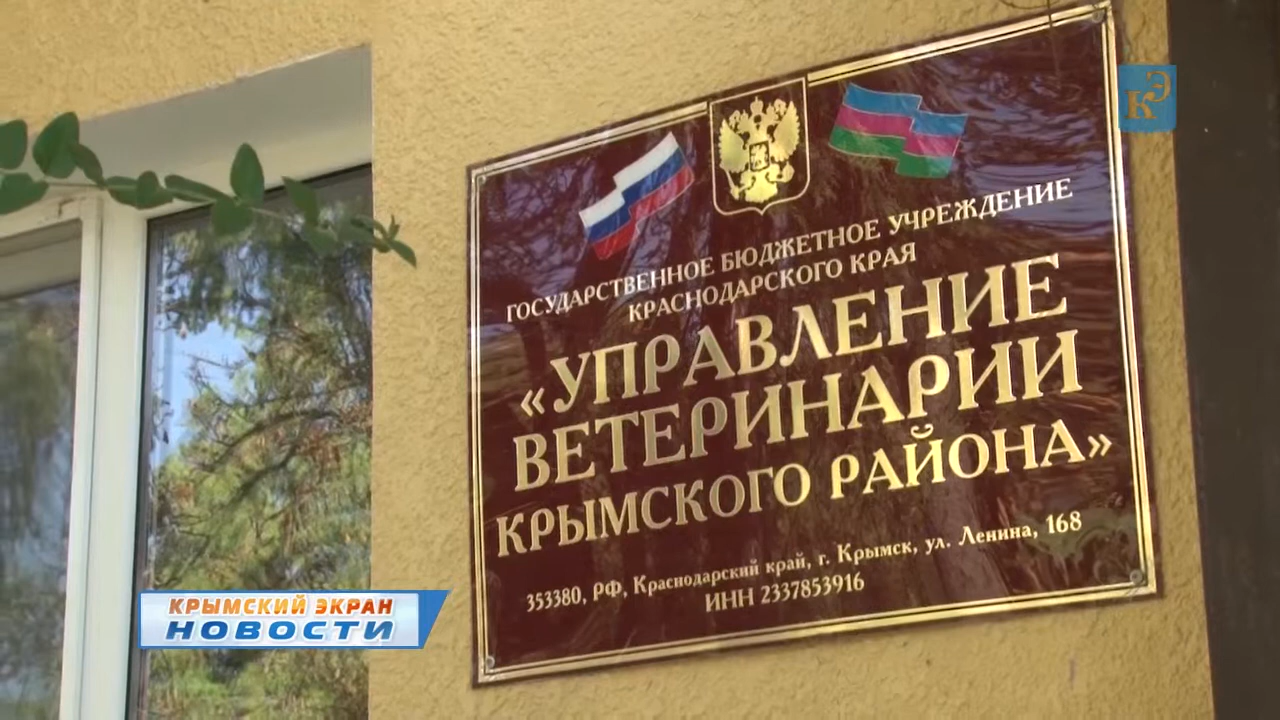 КЭ
ГОСУДАРСТВЕННОЕ БЮДЖЕТНОЕ УЧРЕЖДЕНИЕ
КРАСНОДАРСКОГО КРАЯ
«УПРАВЛЕНИЕ
ВЕТЕРИНАРИИ
КРЫМСКОГО РАЙОНА»
353380, РФ, Краснодарский край, г. Крымск, ул. Ленина, 168
ИНН 2337853916
КРЫМСКИЙ ЭКРАН
НОВОСТИ